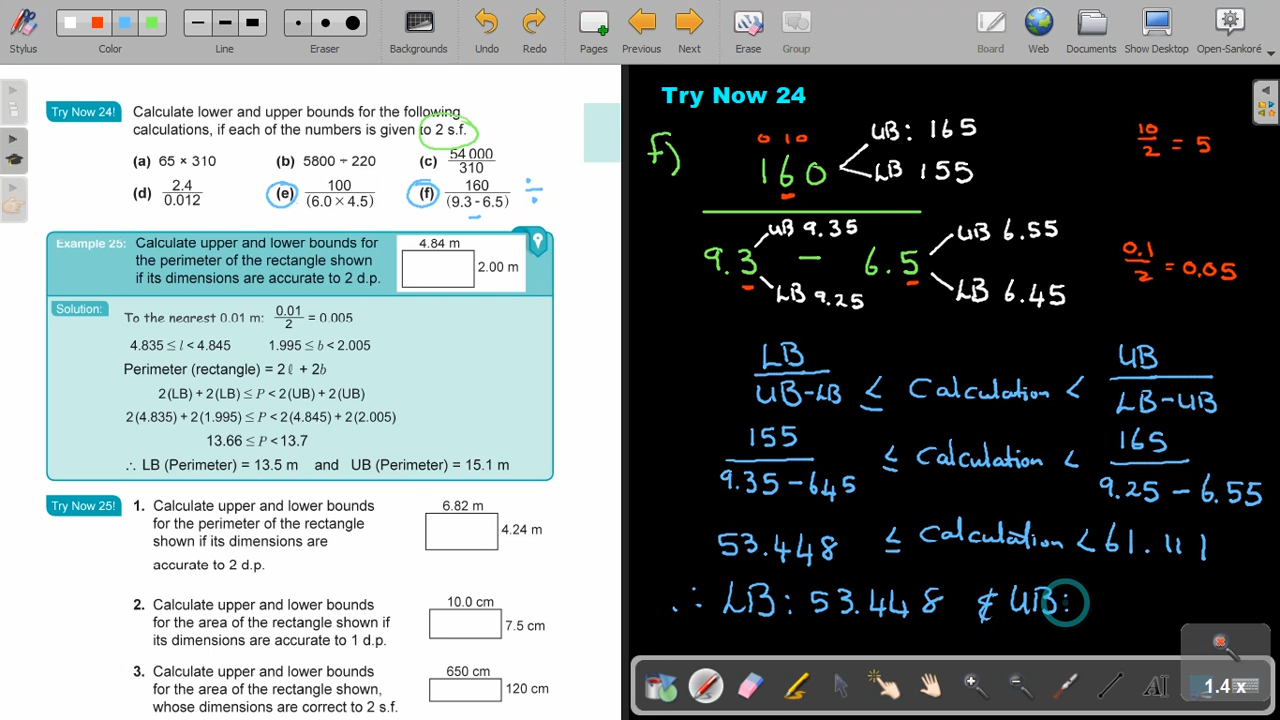 Stylus Color Line Eraser Backgrounds Undo Redo Pages Previous Next Erase Group Board Web Documents Show Desktop Open-Sankoré
Try Now 24! Calculate lower and upper bounds for the following
calculations, if each of the numbers is given to 2 s.f.
(a) 65 × 310 (b) 5800 ÷ 220 (c) 54 000 / 310
(d) 2.4 / 0.012 (e) 100 / (6.0 × 4.5) (f) 160 / (9.3 - 6.5) ÷
Example 25: Calculate upper and lower bounds for
the perimeter of the rectangle shown
if its dimensions are accurate to 2 d.p.
4.84 m
2.00 m
Solution: To the nearest 0.01 m: 0.01 / 2 = 0.005
4.835 ≤ l < 4.845 1.995 ≤ b < 2.005
Perimeter (rectangle) = 2ℓ + 2b
2(LB) + 2(LB) ≤ P < 2(UB) + 2(UB)
2(4.835) + 2(1.995) ≤ P < 2(4.845) + 2(2.005)
13.66 ≤ P < 13.7
∴ LB (Perimeter) = 13.5 m and UB (Perimeter) = 15.1 m
Try Now 25! 1. Calculate upper and lower bounds
for the perimeter of the rectangle
shown if its dimensions are
accurate to 2 d.p.
6.82 m
4.24 m
2. Calculate upper and lower bounds
for the area of the rectangle shown if
its dimensions are accurate to 1 d.p.
10.0 cm
7.5 cm
3. Calculate upper and lower bounds
for the area of the rectangle shown,
whose dimensions are correct to 2 s.f.
650 cm
120 cm
Try Now 24
f) 0 10
160 UB: 165
LB 155
10 / 2 = 5
9.3 - 6.5
UB 9.35
LB 9.25
UB 6.55
LB 6.45
0.1 / 2 = 0.05
LB / UB-LB ≤ Calculation < UB / LB-UB
155 / 9.35 - 6.45 ≤ Calculation < 165 / 9.25 - 6.55
53.448 ≤ Calculation < 61.111
∴ LB: 53.448 & UB:
1.4 x